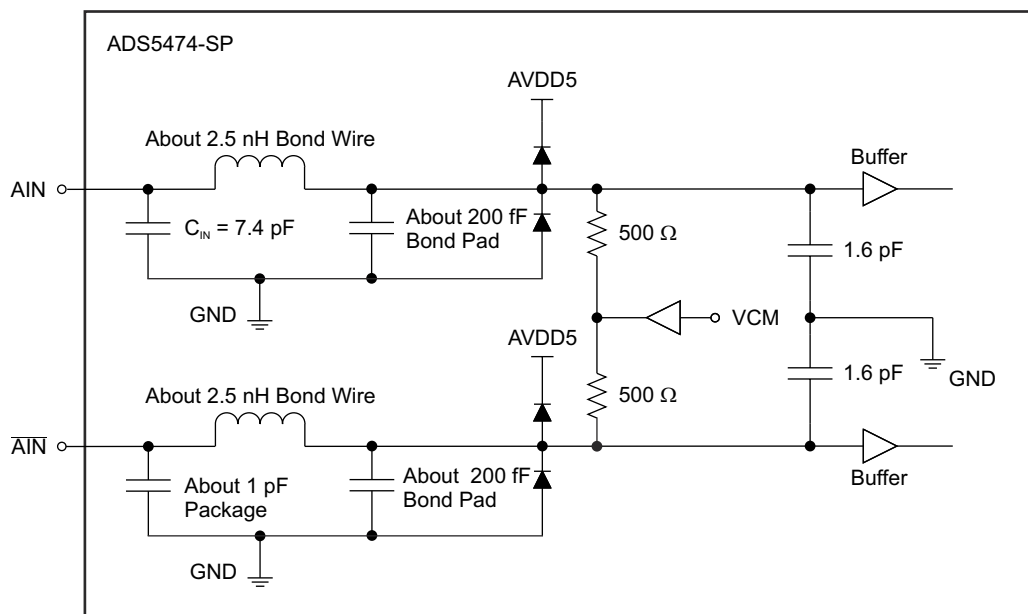 ADS5474-SP
AVDD5
About 2.5 nH Bond Wire
Buffer
AIN
C_IN = 7.4 pF
About 200 fF
Bond Pad
500 Ω
1.6 pF
GND
VCM
AVDD5
GND
1.6 pF
About 2.5 nH Bond Wire
500 Ω
A̅I̅N̅
About 1 pF
Package
About 200 fF
Bond Pad
Buffer
GND